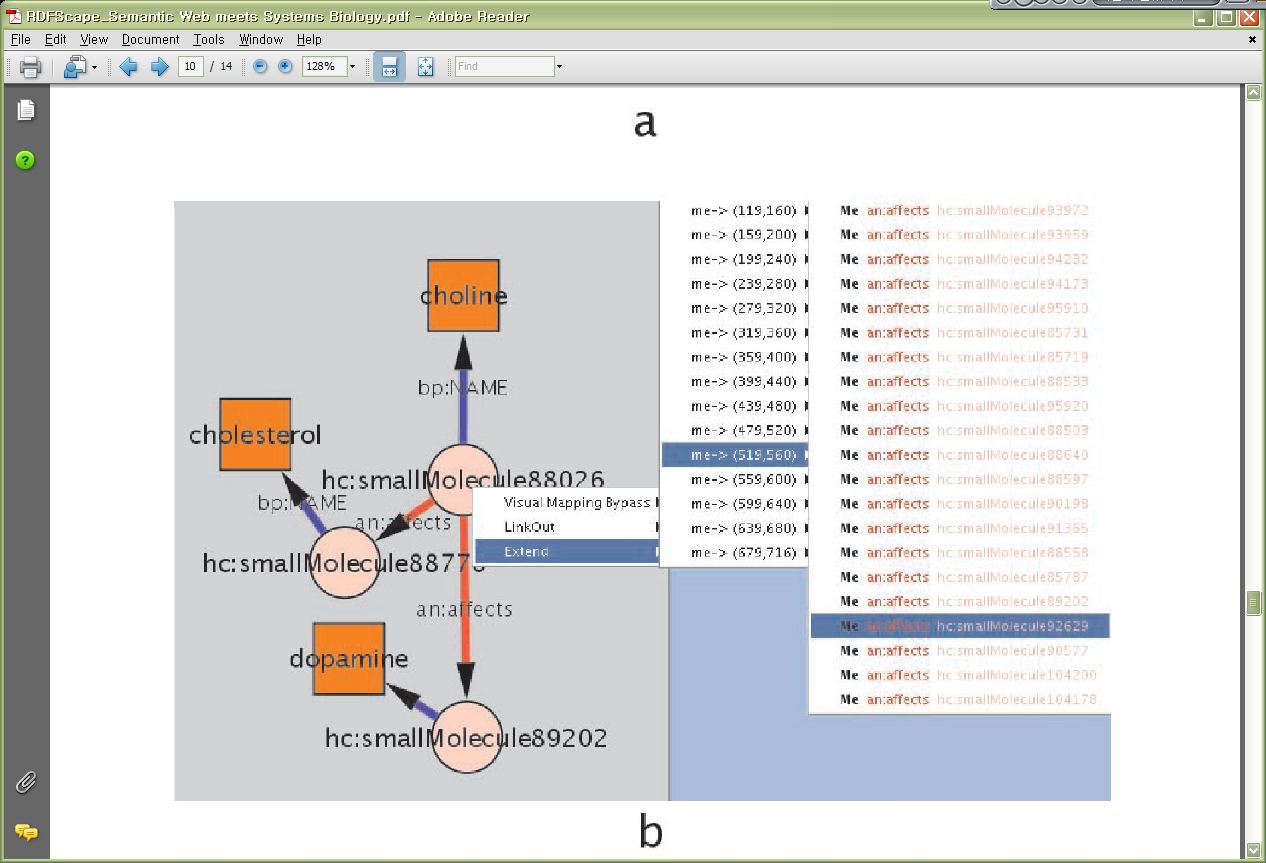 RDFScape_Semantic Web meets Systems Biology.pdf - Adobe Reader
File Edit View Document Tools Window Help
10 / 14 128% Find
a
choline
bp:NAME
cholesterol
hc:smallMolecule88026
bp:NAME
an:affects
hc:smallMolecule88776
an:affects
dopamine
hc:smallMolecule89202
Visual Mapping Bypass
LinkOut
Extend
me-> (119,160)
me-> (159,200)
me-> (199,240)
me-> (239,280)
me-> (279,320)
me-> (319,360)
me-> (359,400)
me-> (399,440)
me-> (439,480)
me-> (479,520)
me-> (519,560)
me-> (559,600)
me-> (599,640)
me-> (639,680)
me-> (679,716)
Me an:affects hc:smallMolecule93972
Me an:affects hc:smallMolecule93959
Me an:affects hc:smallMolecule94232
Me an:affects hc:smallMolecule94173
Me an:affects hc:smallMolecule95910
Me an:affects hc:smallMolecule85731
Me an:affects hc:smallMolecule85719
Me an:affects hc:smallMolecule88533
Me an:affects hc:smallMolecule95920
Me an:affects hc:smallMolecule88503
Me an:affects hc:smallMolecule88640
Me an:affects hc:smallMolecule88597
Me an:affects hc:smallMolecule90198
Me an:affects hc:smallMolecule91365
Me an:affects hc:smallMolecule88558
Me an:affects hc:smallMolecule85787
Me an:affects hc:smallMolecule89202
Me an:affects hc:smallMolecule92629
Me an:affects hc:smallMolecule90577
Me an:affects hc:smallMolecule104200
Me an:affects hc:smallMolecule104178
b